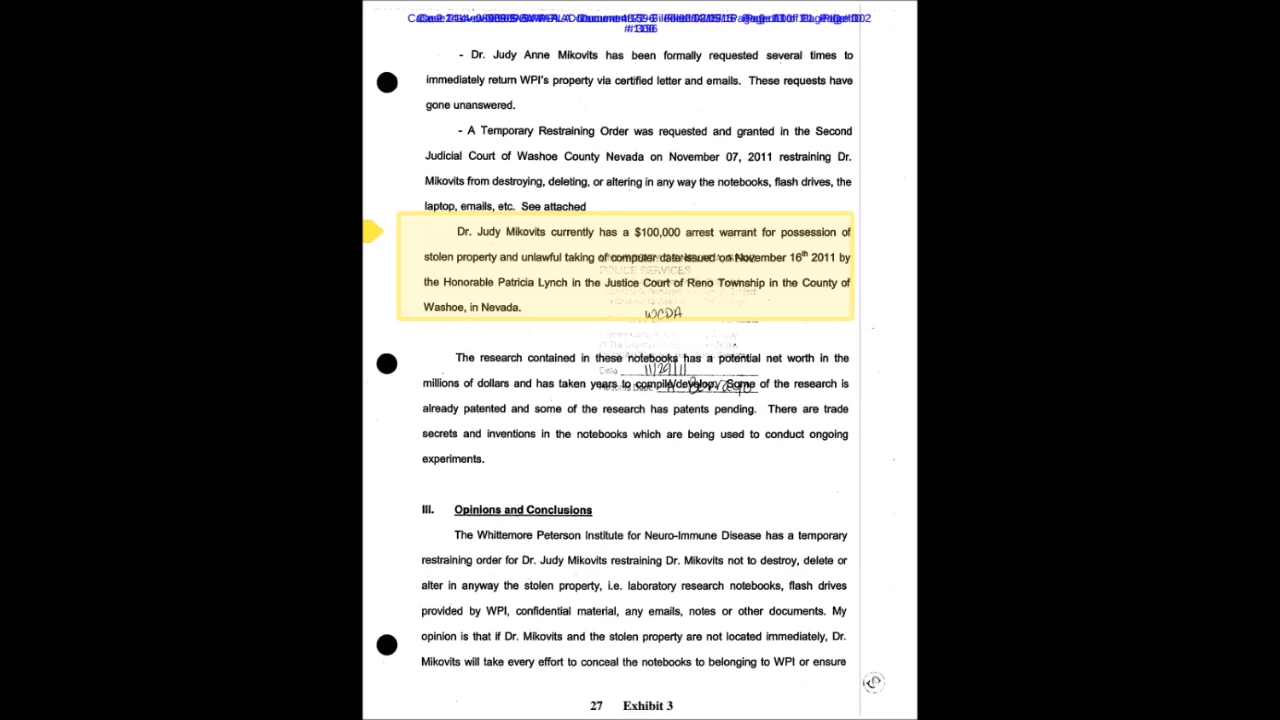 - Dr. Judy Anne Mikovits has been formally requested several times to
immediately return WPI's property via certified letter and emails. These requests have
gone unanswered.
- A Temporary Restraining Order was requested and granted in the Second
Judicial Court of Washoe County Nevada on November 07, 2011 restraining Dr.
Mikovits from destroying, deleting, or altering in any way the notebooks, flash drives, the
laptop, emails, etc. See attached
Dr. Judy Mikovits currently has a $100,000 arrest warrant for possession of
stolen property and unlawful taking of computer data issued on November 16th 2011 by
POLICE SERVICES
the Honorable Patricia Lynch in the Justice Court of Reno Township in the County of
Washoe, in Nevada.
WCDA
The research contained in these notebooks has a potential net worth in the
Date 11/29/11
millions of dollars and has taken years to compile/develop. Some of the research is
already patented and some of the research has patents pending. There are trade
secrets and inventions in the notebooks which are being used to conduct ongoing
experiments.
III. Opinions and Conclusions
The Whittemore Peterson Institute for Neuro-Immune Disease has a temporary
restraining order for Dr. Judy Mikovits restraining Dr. Mikovits not to destroy, delete or
alter in anyway the stolen property, i.e. laboratory research notebooks, flash drives
provided by WPI, confidential material, any emails, notes or other documents. My
opinion is that if Dr. Mikovits and the stolen property are not located immediately, Dr.
Mikovits will take every effort to conceal the notebooks to belonging to WPI or ensure
27 Exhibit 3